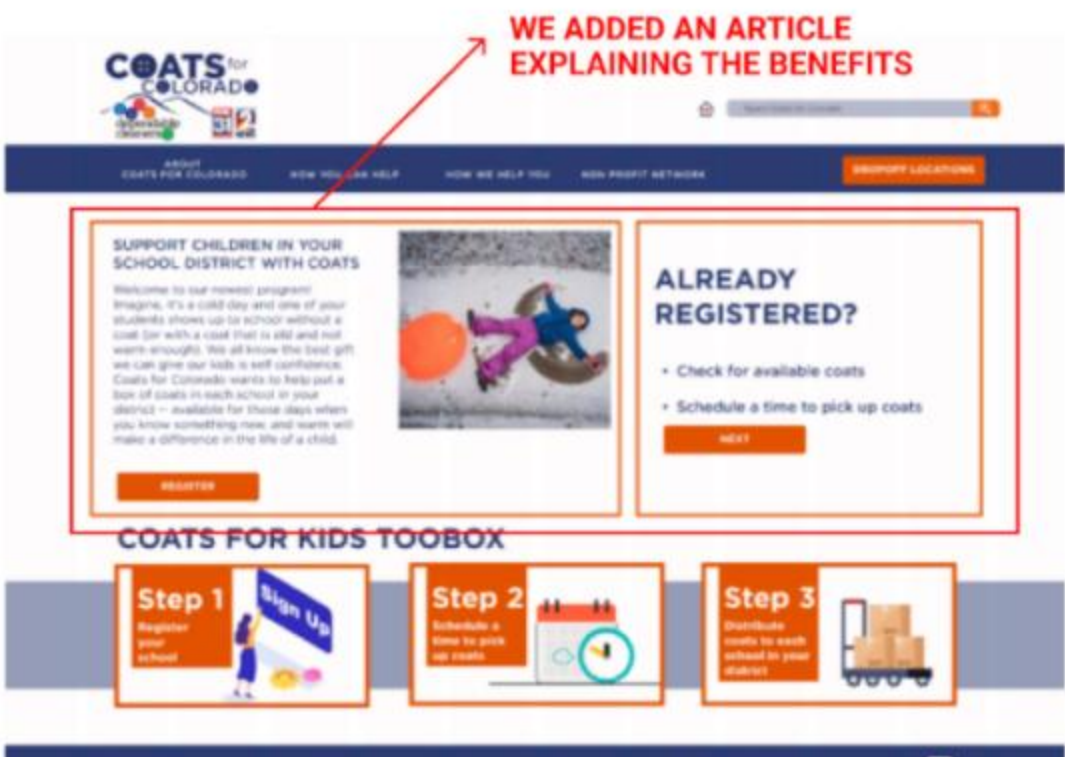 WE ADDED AN ARTICLE
EXPLAINING THE BENEFITS
COATS for
COLORADO
dependable
cleaners
ABOUT
COATS FOR COLORADO
HOW YOU CAN HELP
HOW WE HELP YOU
NON PROFIT NETWORK
DROPOFF LOCATIONS
SUPPORT CHILDREN IN YOUR
SCHOOL DISTRICT WITH COATS
Welcome to our newest program!
Imagine, it's a cold day and one of your
students shows up to school without a
coat (or with a coat that is old and not
warm enough). We all know the best gift
we can give our kids is self confidence.
Coats for Colorado wants to help put a
box of coats in each school in your
district — available for those days when
you know something new, and warm will
make a difference in the life of a child.
REGISTER
ALREADY
REGISTERED?
• Check for available coats
• Schedule a time to pick up coats
NEXT
COATS FOR KIDS TOOBOX
Step 1
Register
your
school
Sign Up
Step 2
Schedule a
time to pick
up coats
Step 3
Distribute
coats to each
school in your
district